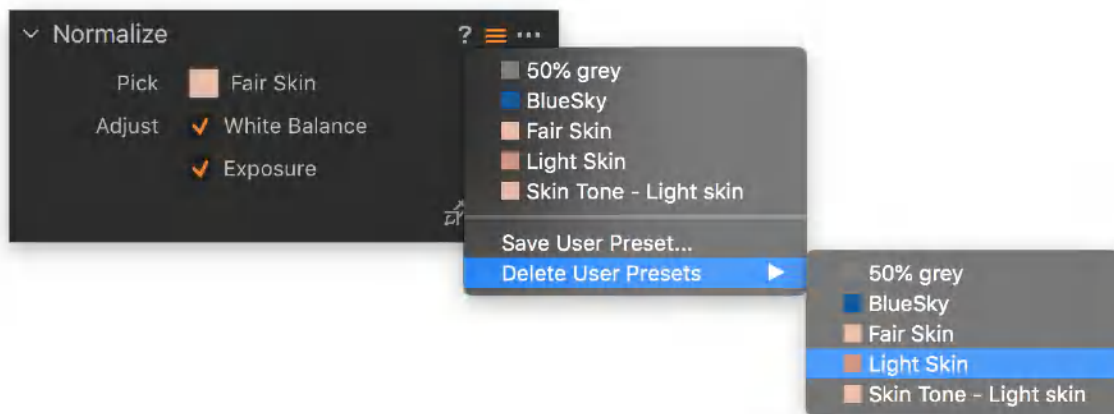 Normalize ? ...
Pick Fair Skin
Adjust White Balance
Exposure
50% grey
BlueSky
Fair Skin
Light Skin
Skin Tone - Light skin
Save User Preset...
Delete User Presets
50% grey
BlueSky
Fair Skin
Light Skin
Skin Tone - Light skin